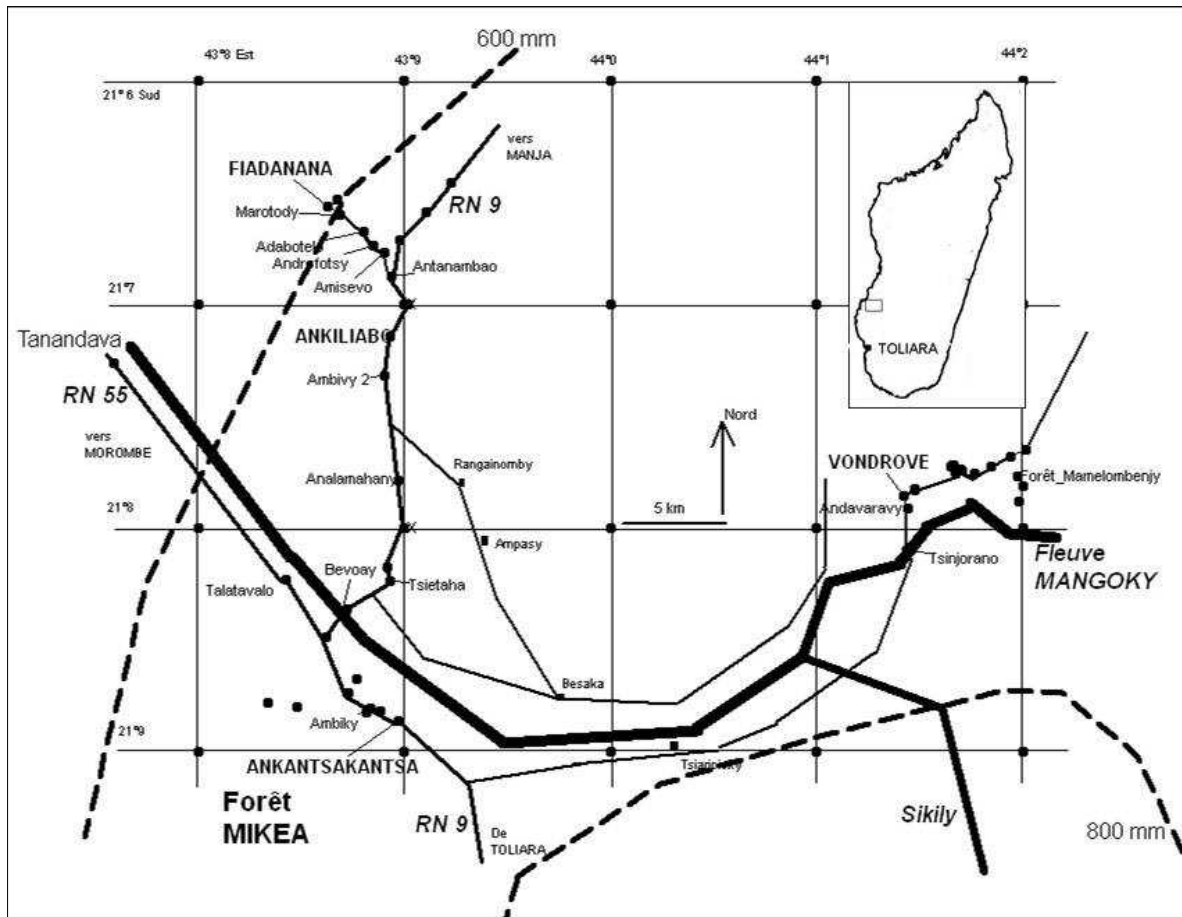 600 mm
43°8 Est
43°9
44°0
44°1
44°2
21°6 Sud
vers
MANJA
FIADANANA
RN 9
Marotody
Adabotely
Androfotsy
Antanambao
Amisevo
21°7
Tanandava
ANKILIABO
TOLIARA
Ambivy 2
RN 55
Nord
vers
MOROMBE
Rangainomby
VONDROVE
Analamahany
Forêt_Mamelombenjy
Andavaravy
5 km
21°8
Ampasy
Tsinjorano
Fleuve
MANGOKY
Bevoay
Talatavalo
Tsietaha
Besaka
Ambiky
21°9
ANKANTSAKANTSA
Forêt
MIKEA
RN 9
De
TOLIARA
Sikily
800 mm